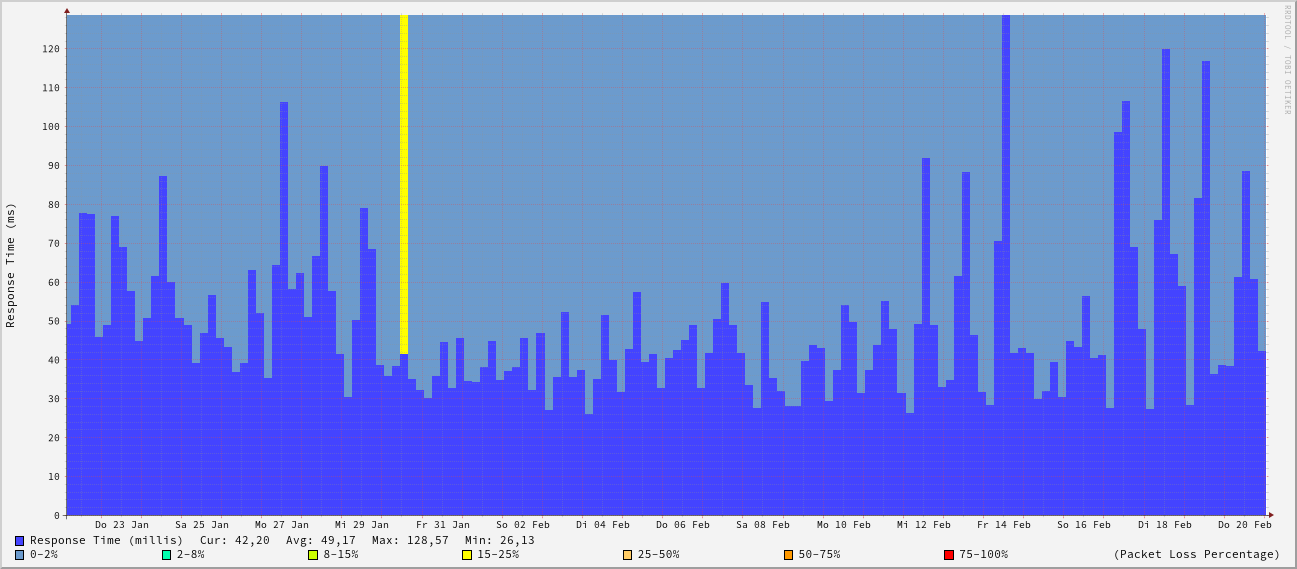 RRDTOOL / TOBI OETIKER
Response Time (ms)
120
110
100
90
80
70
60
50
40
30
20
10
0
Do 23 Jan Sa 25 Jan Mo 27 Jan Mi 29 Jan Fr 31 Jan So 02 Feb Di 04 Feb Do 06 Feb Sa 08 Feb Mo 10 Feb Mi 12 Feb Fr 14 Feb So 16 Feb Di 18 Feb Do 20 Feb
Response Time (millis) Cur: 42,20 Avg: 49,17 Max: 128,57 Min: 26,13
0-2% 2-8% 8-15% 15-25% 25-50% 50-75% 75-100% (Packet Loss Percentage)